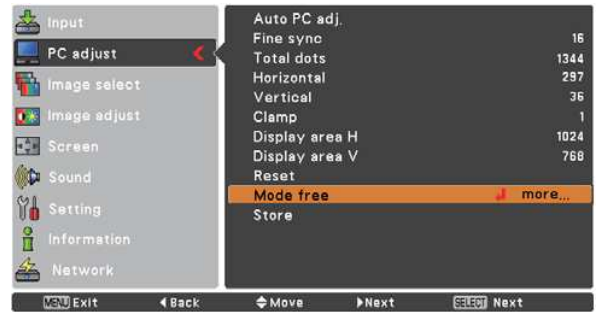 Input
PC adjust
Image select
Image adjust
Screen
Sound
Setting
Information
Network
Auto PC adj.
Fine sync 16
Total dots 1344
Horizontal 297
Vertical 36
Clamp 1
Display area H 1024
Display area V 768
Reset
Mode free more...
Store
MENU Exit Back Move Next SELECT Next